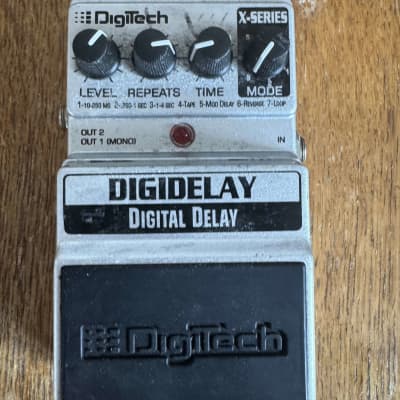 DigiTech
X-SERIES
LEVEL REPEATS TIME MODE
1-10-250 MS 2-.250-1 SEC 3-1-4 SEC 4-TAPE 5-MOD DELAY 6-REVERSE 7-LOOP
OUT 2
OUT 1 (MONO) IN
DIGIDELAY
DIGITAL DELAY
DigiTech